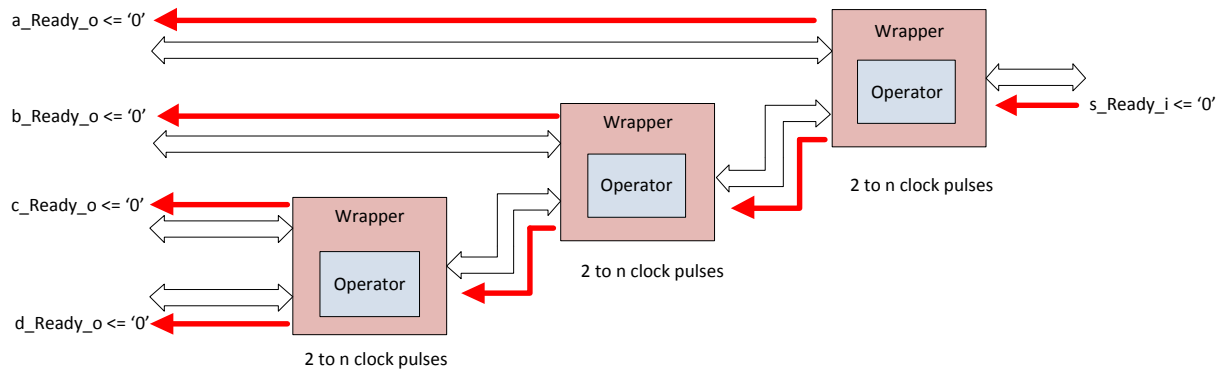 a_Ready_o <= ‘0’
Wrapper
Operator
s_Ready_i <= ‘0’
2 to n clock pulses
b_Ready_o <= ‘0’
Wrapper
Operator
2 to n clock pulses
c_Ready_o <= ‘0’
Wrapper
Operator
d_Ready_o <= ‘0’
2 to n clock pulses